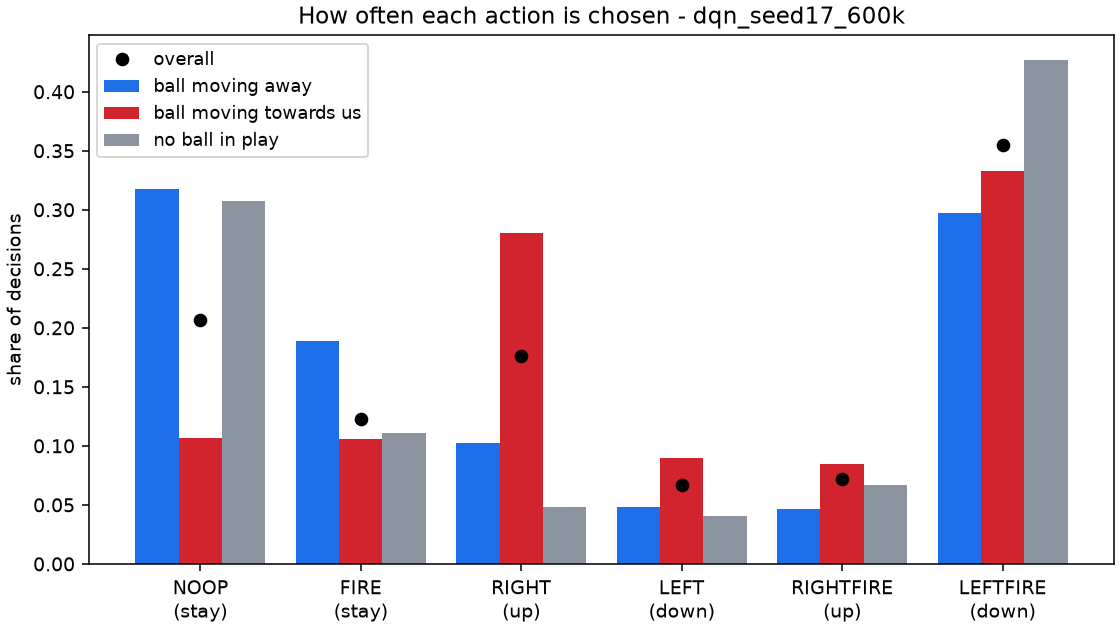 How often each action is chosen - dqn_seed17_600k
overall
ball moving away
ball moving towards us
no ball in play
share of decisions
0.40
0.35
0.30
0.25
0.20
0.15
0.10
0.05
0.00
NOOP
(stay)
FIRE
(stay)
RIGHT
(up)
LEFT
(down)
RIGHTFIRE
(up)
LEFTFIRE
(down)